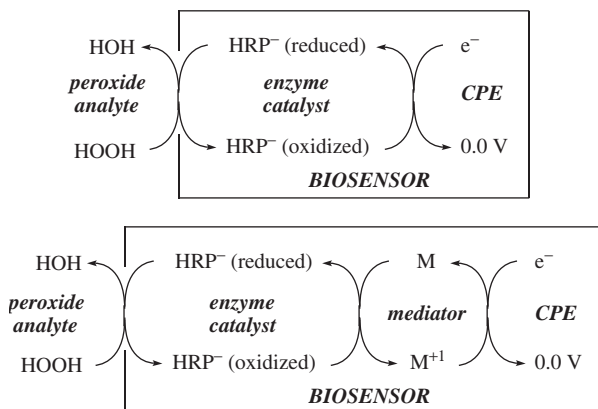 HOH HRP⁻ (reduced) e⁻
peroxide analyte enzyme catalyst CPE
HOOH HRP⁻ (oxidized) 0.0 V
BIOSENSOR
HOH HRP⁻ (reduced) M e⁻
peroxide analyte enzyme catalyst mediator CPE
HOOH HRP⁻ (oxidized) M⁺¹ 0.0 V
BIOSENSOR